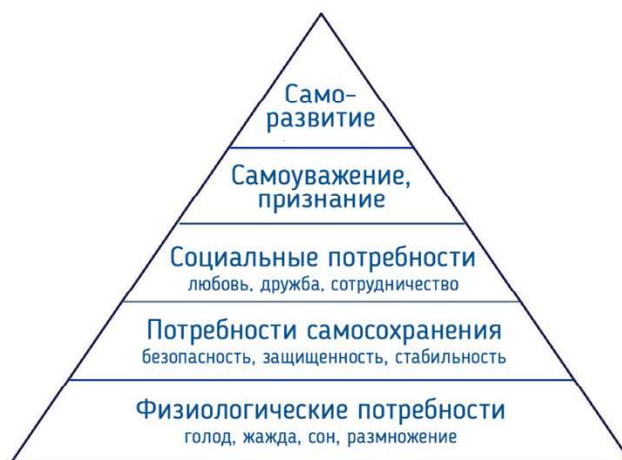 Само-
развитие
Самоуважение,
признание
Социальные потребности
любовь, дружба, сотрудничество
Потребности самосохранения
безопасность, защищенность, стабильность
Физиологические потребности
голод, жажда, сон, размножение